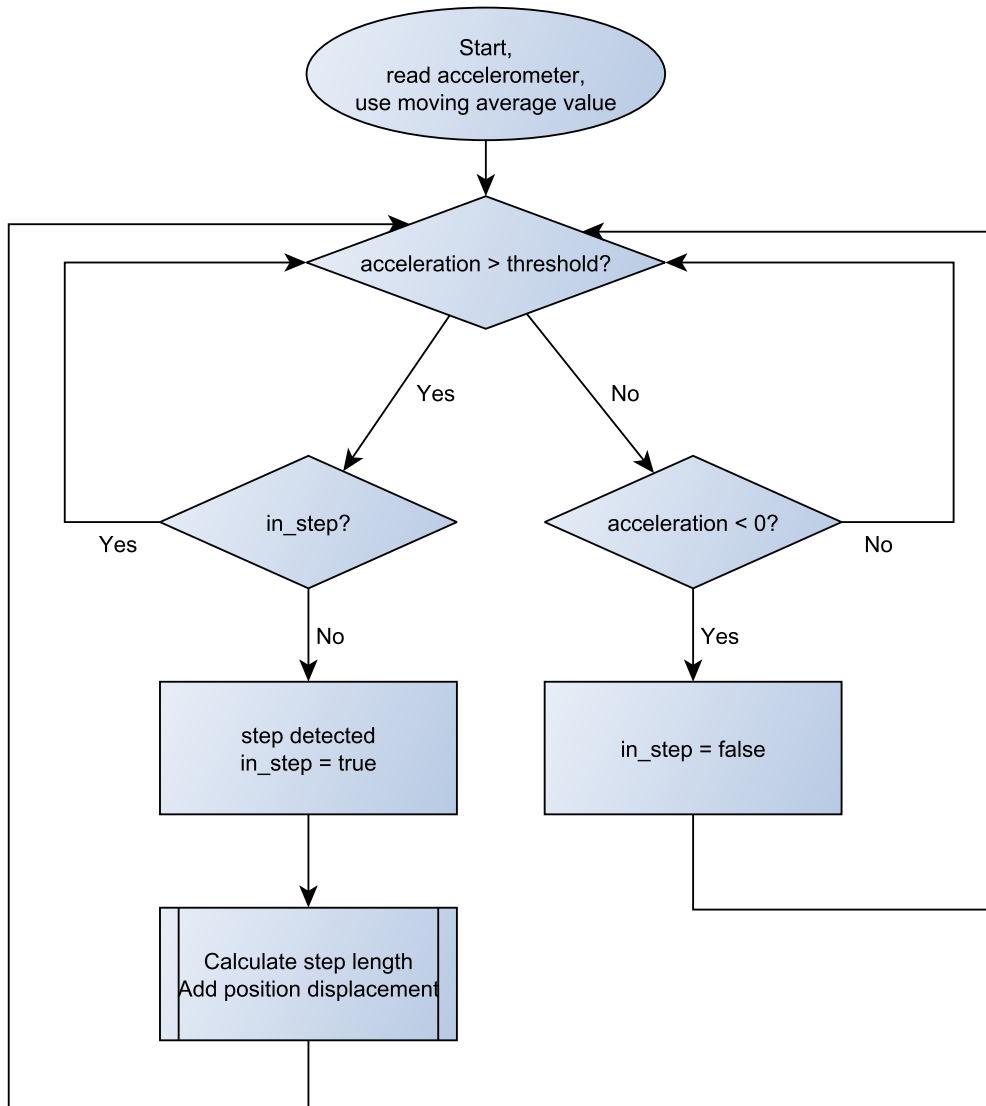 Start,
read accelerometer,
use moving average value
acceleration > threshold?
Yes
No
in_step?
acceleration < 0?
Yes
No
No
Yes
step detected
in_step = true
in_step = false
Calculate step length
Add position displacement